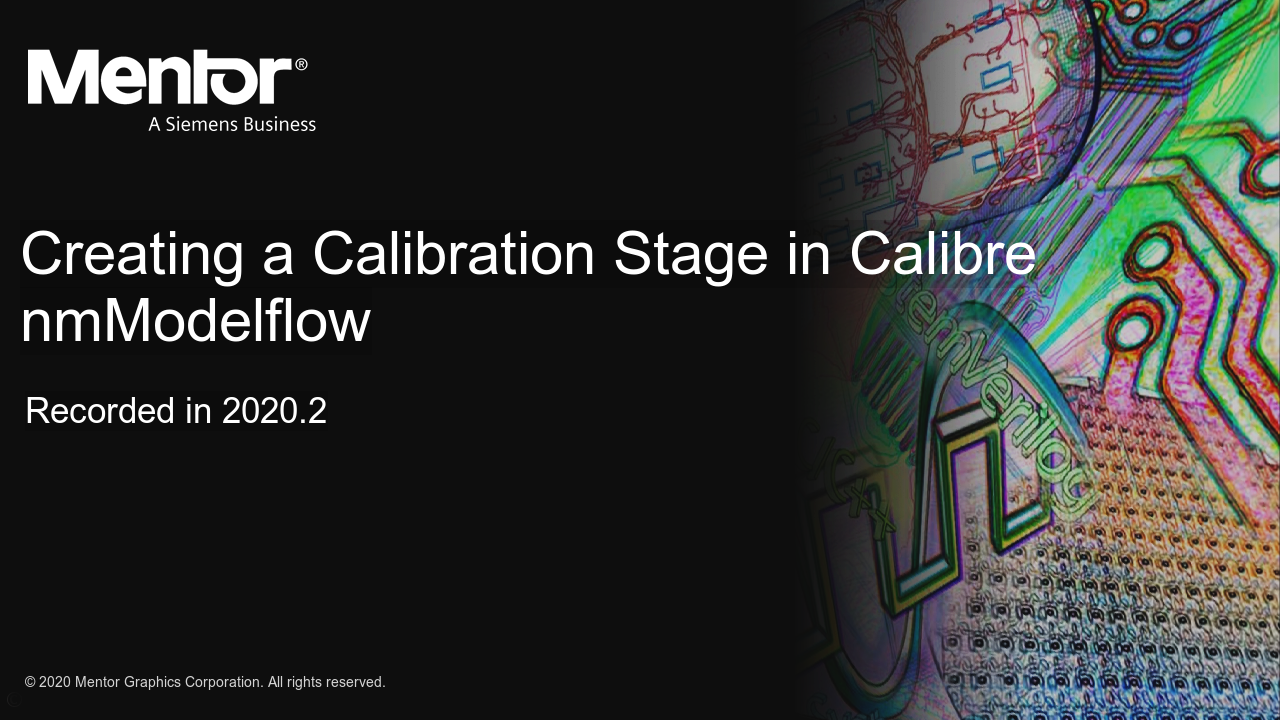 Mentor®
A Siemens Business
Creating a Calibration Stage in Calibre
nmModelflow
Recorded in 2020.2
temVerilog
C++
© 2020 Mentor Graphics Corporation. All rights reserved.